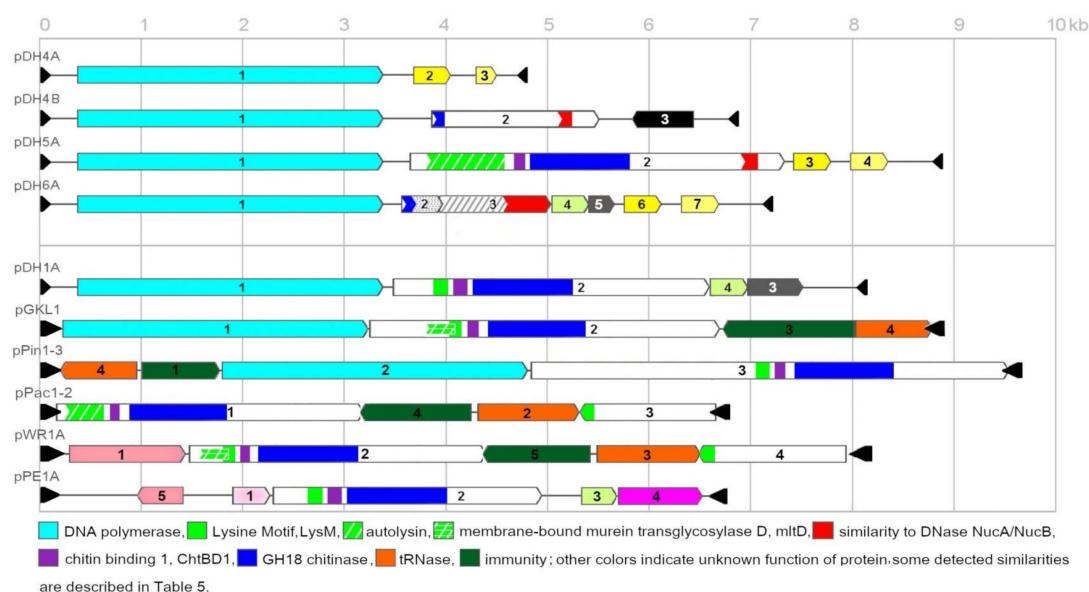 0 1 2 3 4 5 6 7 8 9 10 kb
pDH4A
1 2 3
pDH4B
1 2 3
pDH5A
1 2 3 4
pDH6A
1 2 3 4 5 6 7
pDH1A
1 2 4 3
pGKL1
1 2 3 4
pPin1-3
4 1 2 3
pPac1-2
1 4 2 3
pWR1A
1 2 5 3 4
pPE1A
5 1 2 3 4
DNA polymerase, Lysine Motif, LysM, autolysin, membrane-bound murein transglycosylase D, mltD, similarity to DNase NucA/NucB,
chitin binding 1, ChtBD1, GH18 chitinase, tRNase, immunity; other colors indicate unknown function of protein, some detected similarities
are described in Table 5.